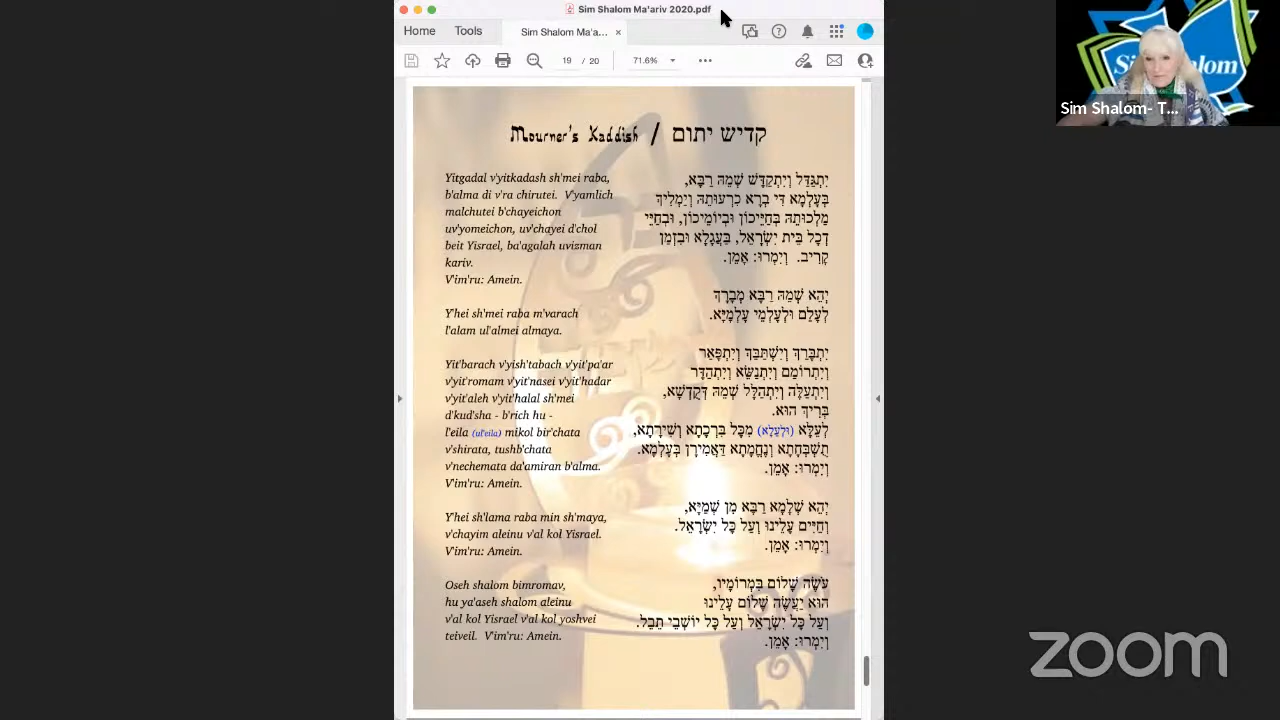 Sim Shalom Ma'ariv 2020.pdf
Home Tools Sim Shalom Ma'a... ×
19 / 20 71.6%
Mourner's Kaddish / קדיש יתום
Yitgadal v'yitkadash sh'mei raba,
b'alma di v'ra chirutei. V'yamlich
malchutei b'chayeichon
uv'yomeichon, uv'chayei d'chol
beit Yisrael, ba'agalah uvizman
kariv.
V'im'ru: Amein.
Y'hei sh'mei raba m'varach
l'alam ul'almei almaya.
Yit'barach v'yish'tabach v'yit'pa'ar
v'yit'romam v'yit'nasei v'yit'hadar
v'yit'aleh v'yit'halal sh'mei
d'kud'sha - b'rich hu -
l'eila (ul'eila) mikol bir'chata
v'shirata, tushb'chata
v'nechemata da'amiran b'alma.
V'im'ru: Amein.
Y'hei sh'lama raba min sh'maya,
v'chayim aleinu v'al kol Yisrael.
V'im'ru: Amein.
Oseh shalom bimromav,
hu ya'aseh shalom aleinu
v'al kol Yisrael v'al kol yoshvei
teiveil. V'im'ru: Amein.
יִתְגַּדַּל וְיִתְקַדָּשׁ שְׁמֵהּ רַבָּא,
בְּעָלְמָא דִּי בְרָא כִרְעוּתֵהּ וְיַמְלִיךְ
מַלְכוּתֵהּ בְּחַיֵּיכוֹן וּבְיוֹמֵיכוֹן, וּבְחַיֵּי
דְכָל בֵּית יִשְׂרָאֵל, בַּעֲגָלָא וּבִזְמַן
קָרִיב. וְיִמְרוּ: אָמֵן.
יְהֵא שְׁמֵהּ רַבָּא מְבָרַךְ
לְעָלַם וּלְעָלְמֵי עָלְמַיָּא.
יִתְבָּרַךְ וְיִשְׁתַּבַּךְ וְיִתְפָּאַר
וְיִתְרוֹמַם וְיִתְנַשֵּׂא וְיִתְהַדָּר
וְיִתְעַלֶּה וְיִתְהַלָּל שְׁמֵהּ דְּקֻדְשָׁא,
בְּרִיךְ הוּא.
לְעֵלָּא (וּלְעֵלָא) מִכָּל בִּרְכָתָא וְשִׁירָתָא,
תֻּשְׁבְּחָתָא וְנֶחֱמָתָא דַּאֲמִירָן בְּעָלְמָא.
וְיִמְרוּ: אָמֵן.
יְהֵא שְׁלָמָא רַבָּא מִן שְׁמַיָּא,
וְחַיִּים עָלֵינוּ וְעַל כָּל יִשְׂרָאֵל.
וְיִמְרוּ: אָמֵן.
עֹשֶׂה שָׁלוֹם בִּמְרוֹמָיו,
הוּא יַעֲשֶׂה שָׁלוֹם עָלֵינוּ
וְעַל כָּל יִשְׂרָאֵל וְעַל כָּל יוֹשְׁבֵי תֵבֵל.
וְיִמְרוּ: אָמֵן.
Sim Shalom
Sim Shalom- T...
zoom